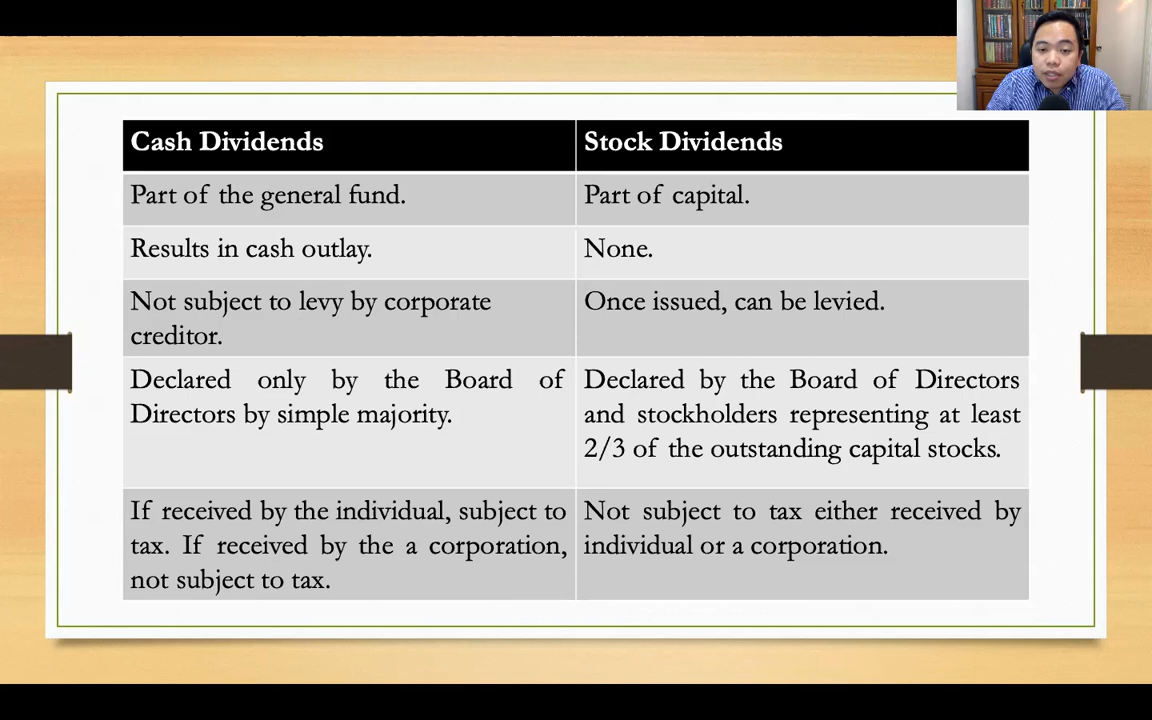 Cash Dividends
Stock Dividends
Part of the general fund.
Part of capital.
Results in cash outlay.
None.
Not subject to levy by corporate
creditor.
Once issued, can be levied.
Declared only by the Board of
Directors by simple majority.
Declared by the Board of Directors
and stockholders representing at least
2/3 of the outstanding capital stocks.
If received by the individual, subject to
tax. If received by the a corporation,
not subject to tax.
Not subject to tax either received by
individual or a corporation.